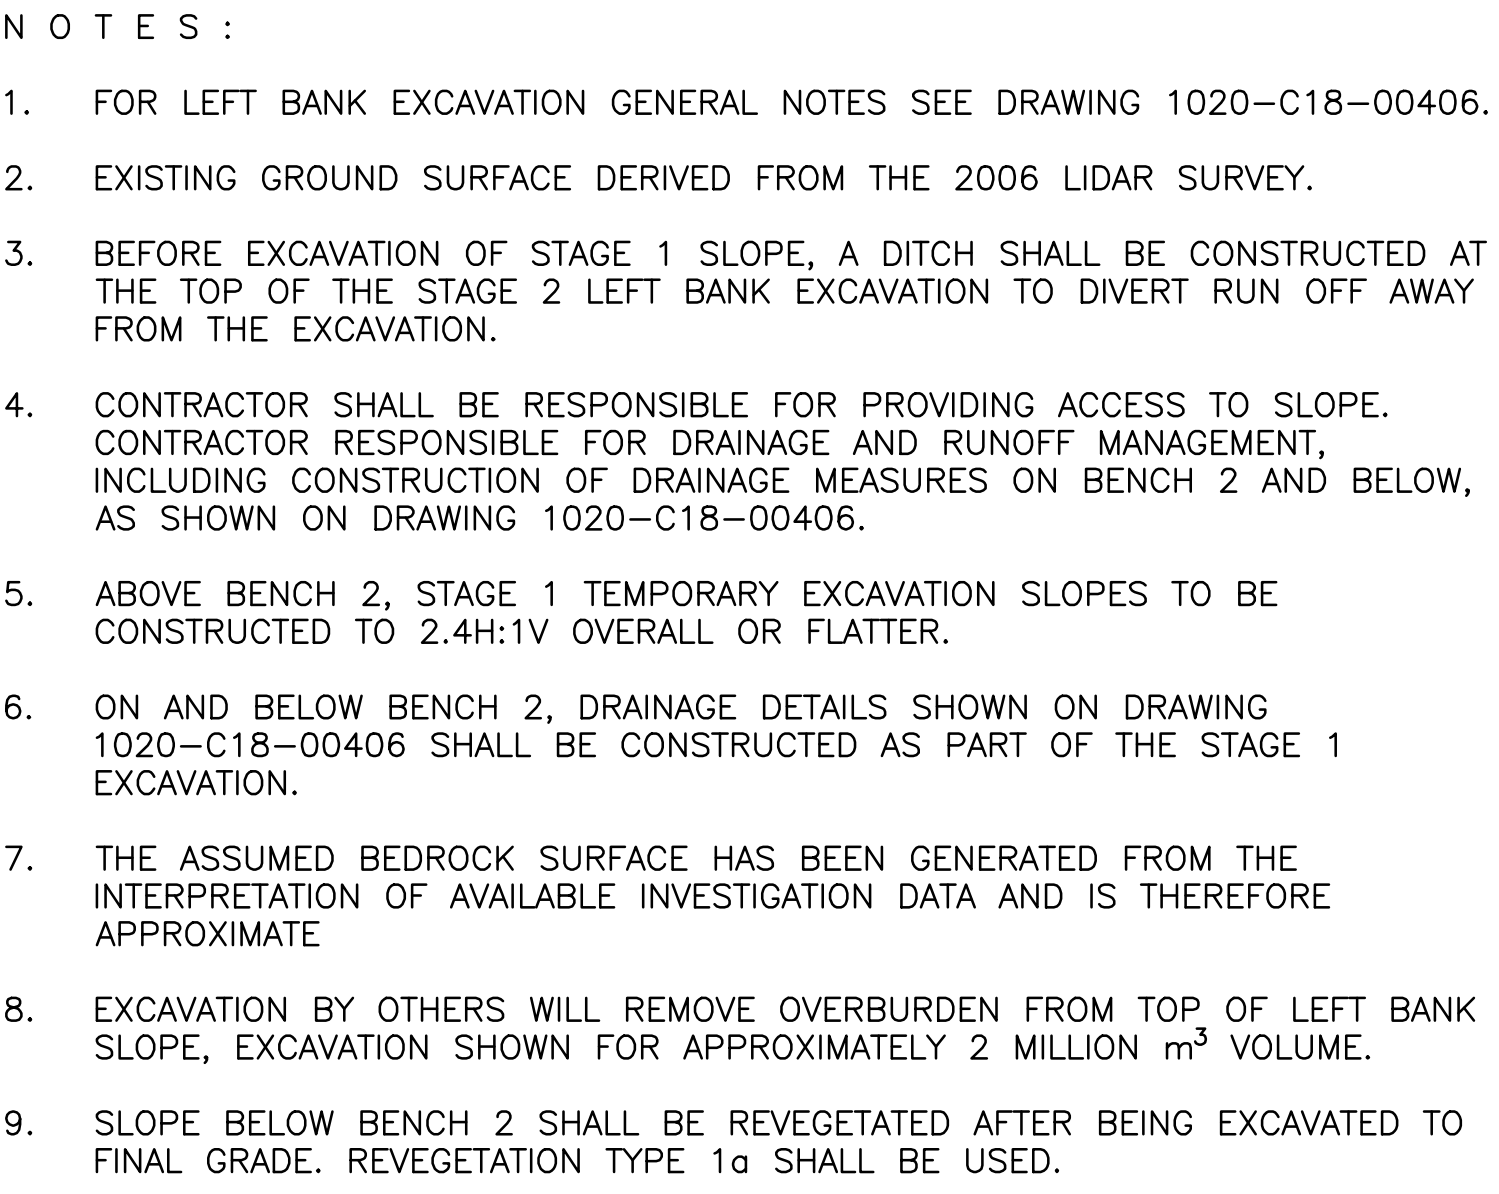 N O T E S :
1. FOR LEFT BANK EXCAVATION GENERAL NOTES SEE DRAWING 1020-C18-00406.
2. EXISTING GROUND SURFACE DERIVED FROM THE 2006 LIDAR SURVEY.
3. BEFORE EXCAVATION OF STAGE 1 SLOPE, A DITCH SHALL BE CONSTRUCTED AT
THE TOP OF THE STAGE 2 LEFT BANK EXCAVATION TO DIVERT RUN OFF AWAY
FROM THE EXCAVATION.
4. CONTRACTOR SHALL BE RESPONSIBLE FOR PROVIDING ACCESS TO SLOPE.
CONTRACTOR RESPONSIBLE FOR DRAINAGE AND RUNOFF MANAGEMENT,
INCLUDING CONSTRUCTION OF DRAINAGE MEASURES ON BENCH 2 AND BELOW,
AS SHOWN ON DRAWING 1020-C18-00406.
5. ABOVE BENCH 2, STAGE 1 TEMPORARY EXCAVATION SLOPES TO BE
CONSTRUCTED TO 2.4H:1V OVERALL OR FLATTER.
6. ON AND BELOW BENCH 2, DRAINAGE DETAILS SHOWN ON DRAWING
1020-C18-00406 SHALL BE CONSTRUCTED AS PART OF THE STAGE 1
EXCAVATION.
7. THE ASSUMED BEDROCK SURFACE HAS BEEN GENERATED FROM THE
INTERPRETATION OF AVAILABLE INVESTIGATION DATA AND IS THEREFORE
APPROXIMATE
8. EXCAVATION BY OTHERS WILL REMOVE OVERBURDEN FROM TOP OF LEFT BANK
SLOPE, EXCAVATION SHOWN FOR APPROXIMATELY 2 MILLION m³ VOLUME.
9. SLOPE BELOW BENCH 2 SHALL BE REVEGETATED AFTER BEING EXCAVATED TO
FINAL GRADE. REVEGETATION TYPE 1a SHALL BE USED.